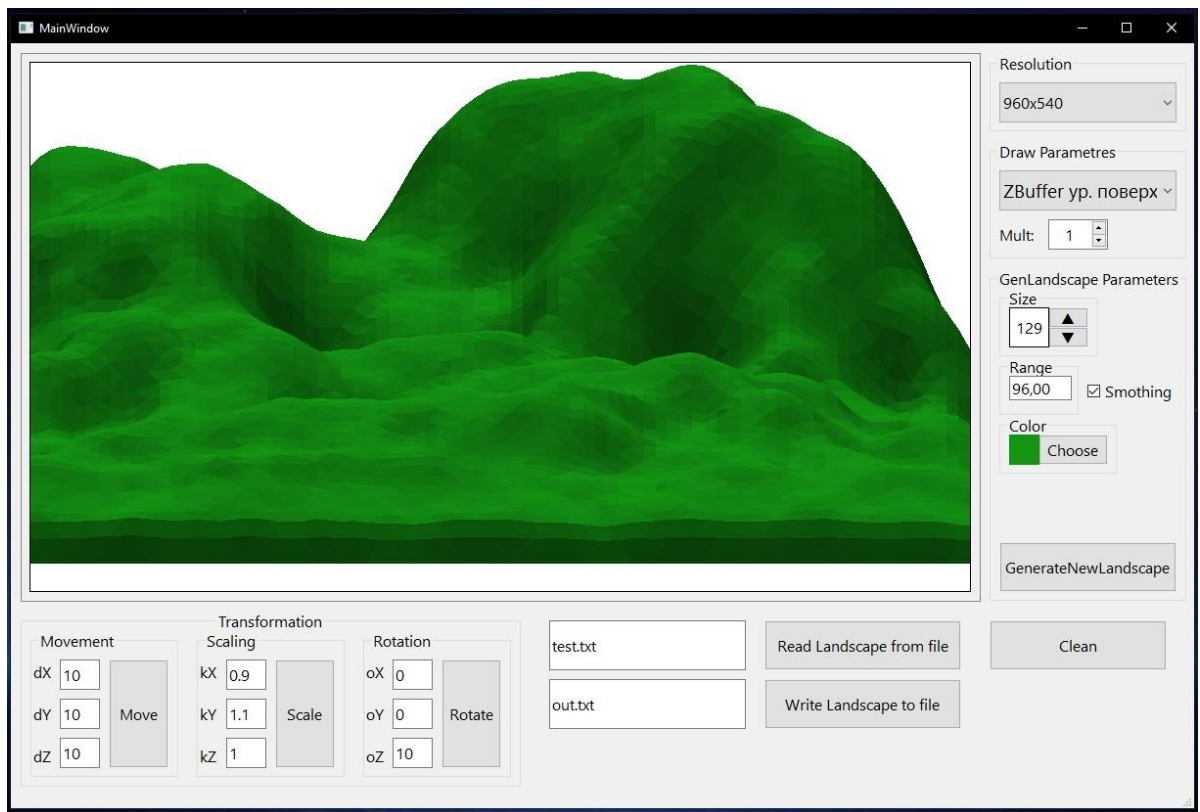 MainWindow
Resolution
960x540
Draw Parametres
ZBuffer ур. поверх
Mult: 1
GenLandscape Parameters
Size
129
Range
96,00
Smothing
Color
Choose
GenerateNewLandscape
Transformation
Movement
dX 10
dY 10
dZ 10
Move
Scaling
kX 0.9
kY 1.1
kZ 1
Scale
Rotation
oX 0
oY 0
oZ 10
Rotate
test.txt
Read Landscape from file
out.txt
Write Landscape to file
Clean